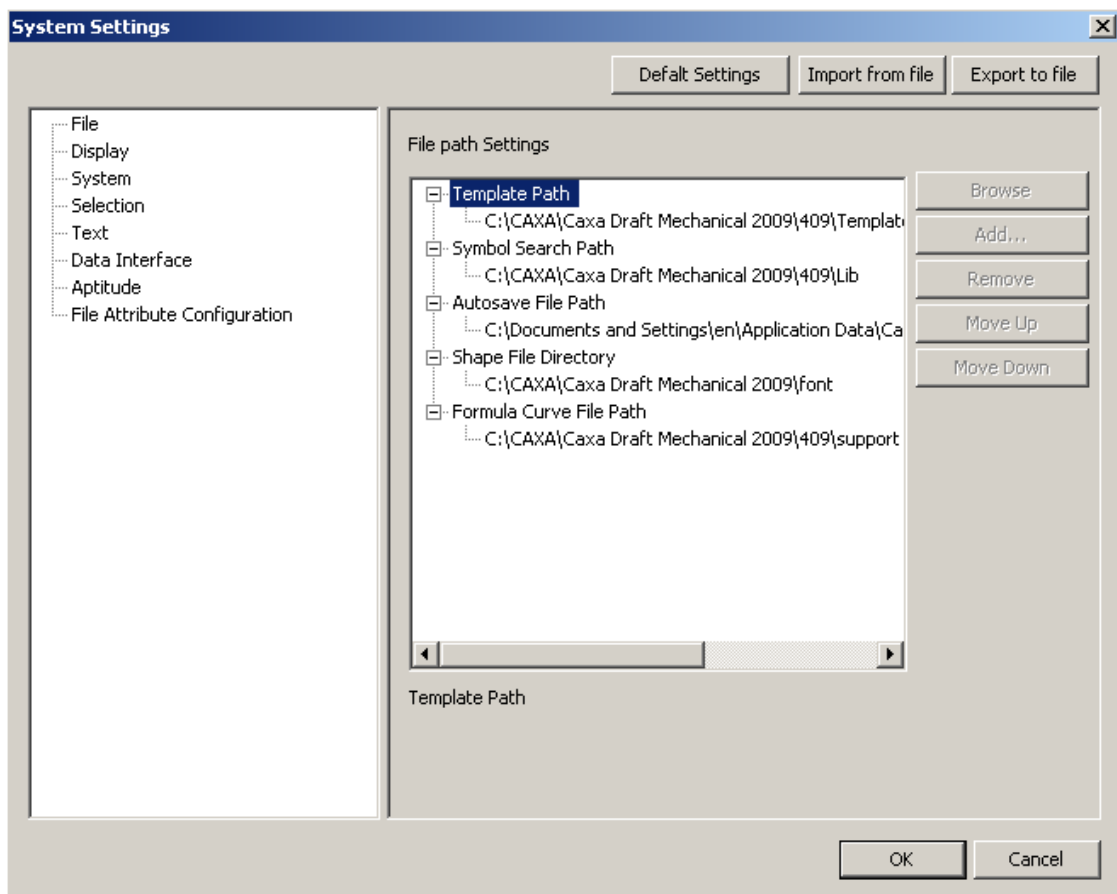 System Settings
Defalt Settings
Import from file
Export to file
File
Display
System
Selection
Text
Data Interface
Aptitude
File Attribute Configuration
File path Settings
Template Path
C:\CAXA\Caxa Draft Mechanical 2009\409\Templat
Symbol Search Path
C:\CAXA\Caxa Draft Mechanical 2009\409\Lib
Autosave File Path
C:\Documents and Settings\en\Application Data\Ca
Shape File Directory
C:\CAXA\Caxa Draft Mechanical 2009\font
Formula Curve File Path
C:\CAXA\Caxa Draft Mechanical 2009\409\support
Browse
Add...
Remove
Move Up
Move Down
Template Path
OK
Cancel